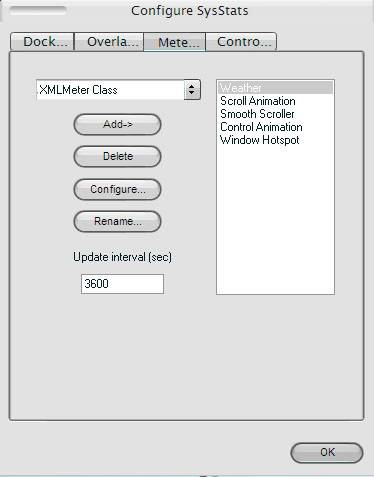 Configure SysStats
Dock... Overla... Mete... Contro...
XMLMeter Class
Add->
Delete
Configure...
Rename...
Update interval (sec)
3600
Weather
Scroll Animation
Smooth Scroller
Control Animation
Window Hotspot
OK